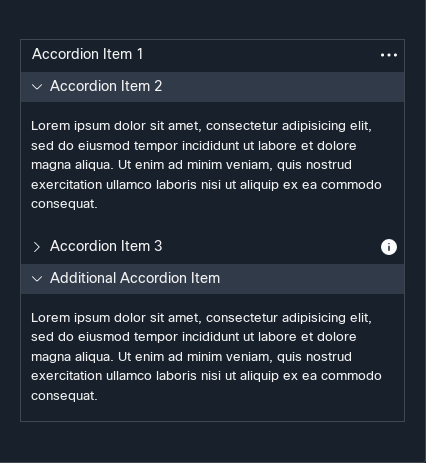 Accordion Item 1
Accordion Item 2
Lorem ipsum dolor sit amet, consectetur adipisicing elit,
sed do eiusmod tempor incididunt ut labore et dolore
magna aliqua. Ut enim ad minim veniam, quis nostrud
exercitation ullamco laboris nisi ut aliquip ex ea commodo
consequat.
Accordion Item 3
Additional Accordion Item
Lorem ipsum dolor sit amet, consectetur adipisicing elit,
sed do eiusmod tempor incididunt ut labore et dolore
magna aliqua. Ut enim ad minim veniam, quis nostrud
exercitation ullamco laboris nisi ut aliquip ex ea commodo
consequat.